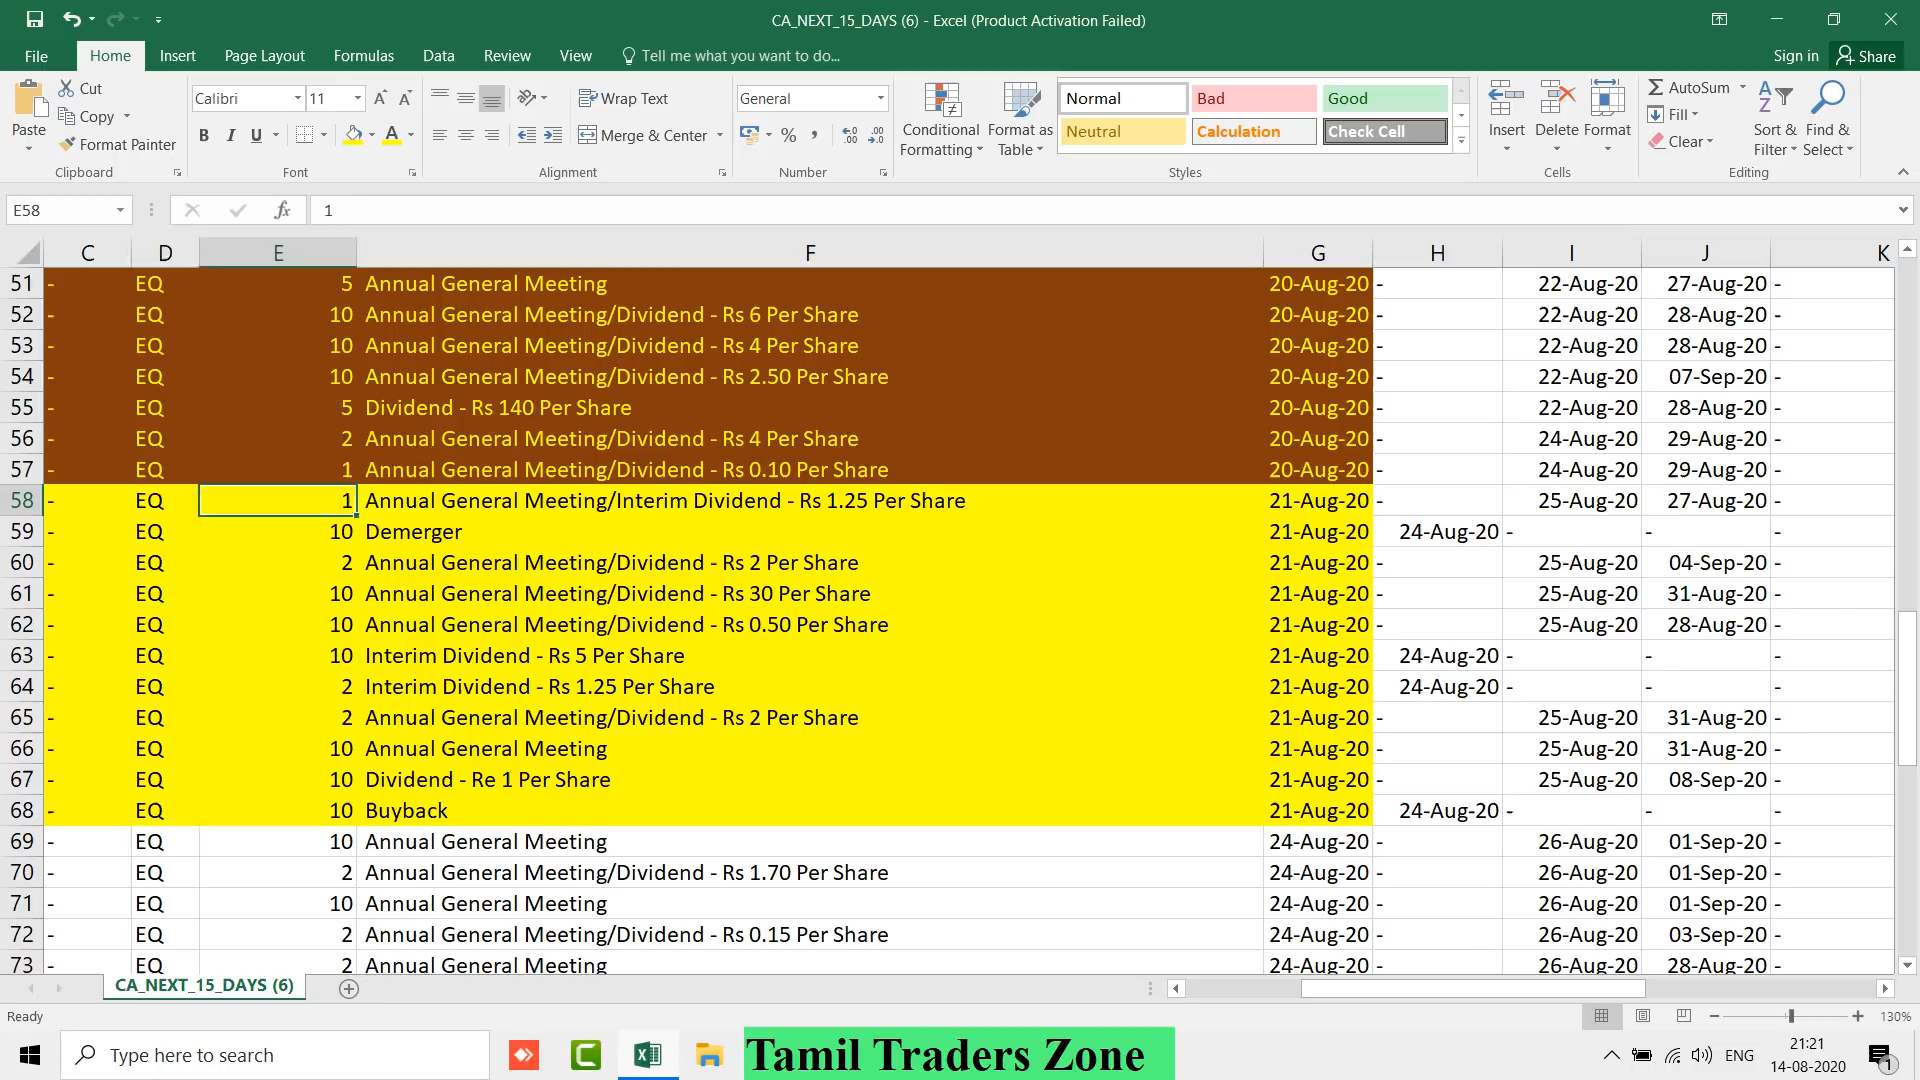 CA_NEXT_15_DAYS (6) - Excel (Product Activation Failed)
File Home Insert Page Layout Formulas Data Review View Tell me what you want to do... Sign in Share
Paste Cut Copy Format Painter Clipboard
Calibri 11 B I U Font
Wrap Text Merge & Center Alignment
General % , Number
Conditional Formatting Format as Table
Normal Bad Good
Neutral Calculation Check Cell
Styles
Insert Delete Format Cells
AutoSum Fill Clear Sort & Filter Find & Select Editing
E58 fx 1
C D E F G H I J K
51 - EQ 5 Annual General Meeting 20-Aug-20 - 22-Aug-20 27-Aug-20 -
52 - EQ 10 Annual General Meeting/Dividend - Rs 6 Per Share 20-Aug-20 - 22-Aug-20 28-Aug-20 -
53 - EQ 10 Annual General Meeting/Dividend - Rs 4 Per Share 20-Aug-20 - 22-Aug-20 28-Aug-20 -
54 - EQ 10 Annual General Meeting/Dividend - Rs 2.50 Per Share 20-Aug-20 - 22-Aug-20 07-Sep-20 -
55 - EQ 5 Dividend - Rs 140 Per Share 20-Aug-20 - 22-Aug-20 28-Aug-20 -
56 - EQ 2 Annual General Meeting/Dividend - Rs 4 Per Share 20-Aug-20 - 24-Aug-20 29-Aug-20 -
57 - EQ 1 Annual General Meeting/Dividend - Rs 0.10 Per Share 20-Aug-20 - 24-Aug-20 29-Aug-20 -
58 - EQ 1 Annual General Meeting/Interim Dividend - Rs 1.25 Per Share 21-Aug-20 - 25-Aug-20 27-Aug-20 -
59 - EQ 10 Demerger 21-Aug-20 24-Aug-20 - - -
60 - EQ 2 Annual General Meeting/Dividend - Rs 2 Per Share 21-Aug-20 - 25-Aug-20 04-Sep-20 -
61 - EQ 10 Annual General Meeting/Dividend - Rs 30 Per Share 21-Aug-20 - 25-Aug-20 31-Aug-20 -
62 - EQ 10 Annual General Meeting/Dividend - Rs 0.50 Per Share 21-Aug-20 - 25-Aug-20 28-Aug-20 -
63 - EQ 10 Interim Dividend - Rs 5 Per Share 21-Aug-20 24-Aug-20 - - -
64 - EQ 2 Interim Dividend - Rs 1.25 Per Share 21-Aug-20 24-Aug-20 - - -
65 - EQ 2 Annual General Meeting/Dividend - Rs 2 Per Share 21-Aug-20 - 25-Aug-20 31-Aug-20 -
66 - EQ 10 Annual General Meeting 21-Aug-20 - 25-Aug-20 31-Aug-20 -
67 - EQ 10 Dividend - Re 1 Per Share 21-Aug-20 - 25-Aug-20 08-Sep-20 -
68 - EQ 10 Buyback 21-Aug-20 24-Aug-20 - - -
69 - EQ 10 Annual General Meeting 24-Aug-20 - 26-Aug-20 01-Sep-20 -
70 - EQ 2 Annual General Meeting/Dividend - Rs 1.70 Per Share 24-Aug-20 - 26-Aug-20 01-Sep-20 -
71 - EQ 10 Annual General Meeting 24-Aug-20 - 26-Aug-20 01-Sep-20 -
72 - EQ 2 Annual General Meeting/Dividend - Rs 0.15 Per Share 24-Aug-20 - 26-Aug-20 03-Sep-20 -
73 - EQ 2 Annual General Meeting 24-Aug-20 - 26-Aug-20 28-Aug-20 -
CA_NEXT_15_DAYS (6)
Ready 130%
Type here to search
Tamil Traders Zone
ENG 21:21
14-08-2020
1